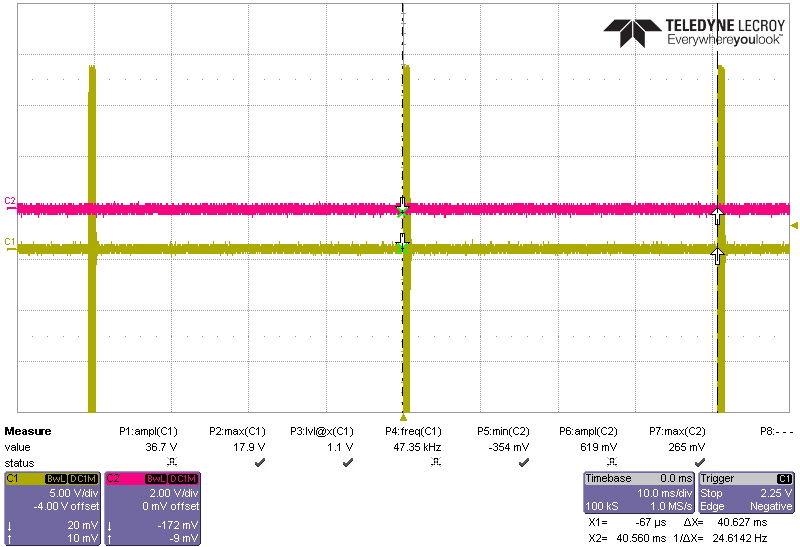 TELEDYNE LECROY
Everywhereyoulook™
C2
C1
Measure P1:ampl(C1) P2:max(C1) P3:lvl@x(C1) P4:freq(C1) P5:min(C2) P6:ampl(C2) P7:max(C2) P8:- - -
value 36.7 V 17.9 V 1.1 V 47.35 kHz -354 mV 619 mV 265 mV
status
C1 BwL DC1M
5.00 V/div
-4.00 V offset
↓ 20 mV
↑ 10 mV
C2 BwL DC1M
2.00 V/div
0 mV offset
↓ -172 mV
↑ -9 mV
Timebase 0.0 ms
10.0 ms/div
100 kS 1.0 MS/s
Trigger C1
Stop 2.25 V
Edge Negative
X1= -67 µs ΔX= 40.627 ms
X2= 40.560 ms 1/ΔX= 24.6142 Hz